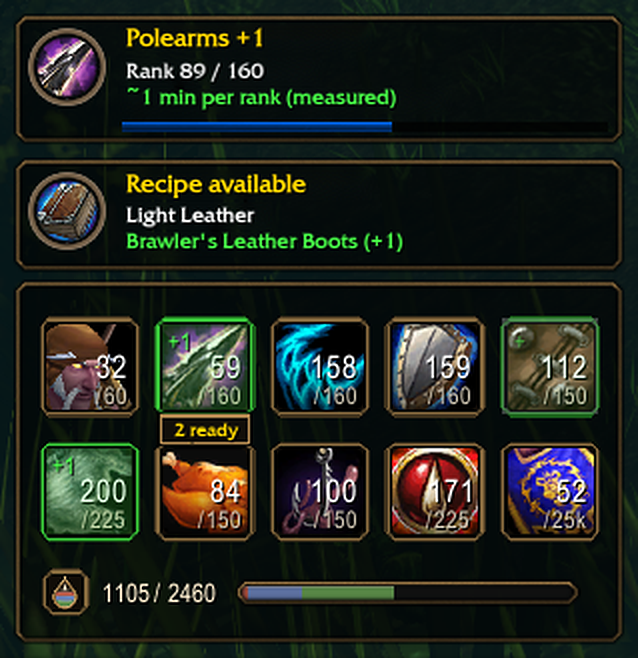 Polearms +1
Rank 89 / 160
~1 min per rank (measured)
Recipe available
Light Leather
Brawler's Leather Boots (+1)
32 /60
+1 59 /160
158 /160
159 /160
+ 112 /150
2 ready
+1 200 /225
84 /150
100 /150
171 /225
52 /25k
1105 / 2460